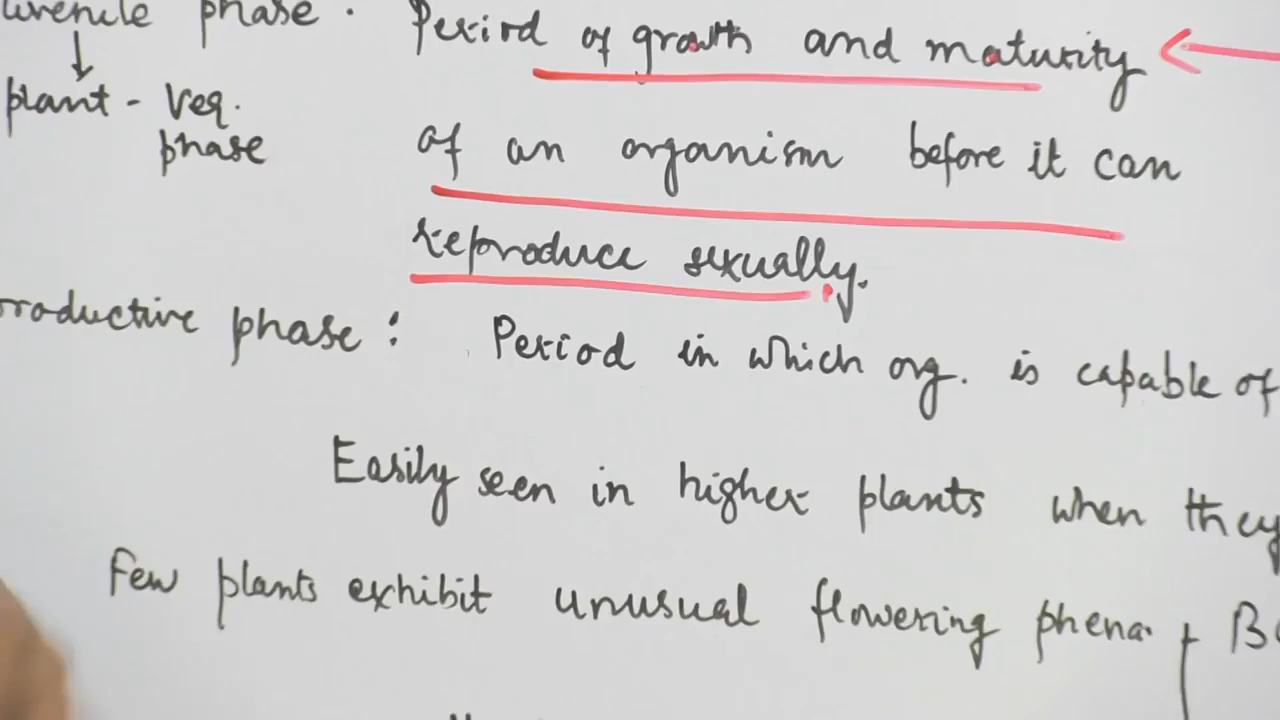 uvenile phase. Period of growth and maturity
plant - Veg. phase
of an organism before it can
reproduce sexually.
roductive phase : Period in which org. is capable of
Easily seen in higher plants when they
Few plants exhibit unusual flowering phena.